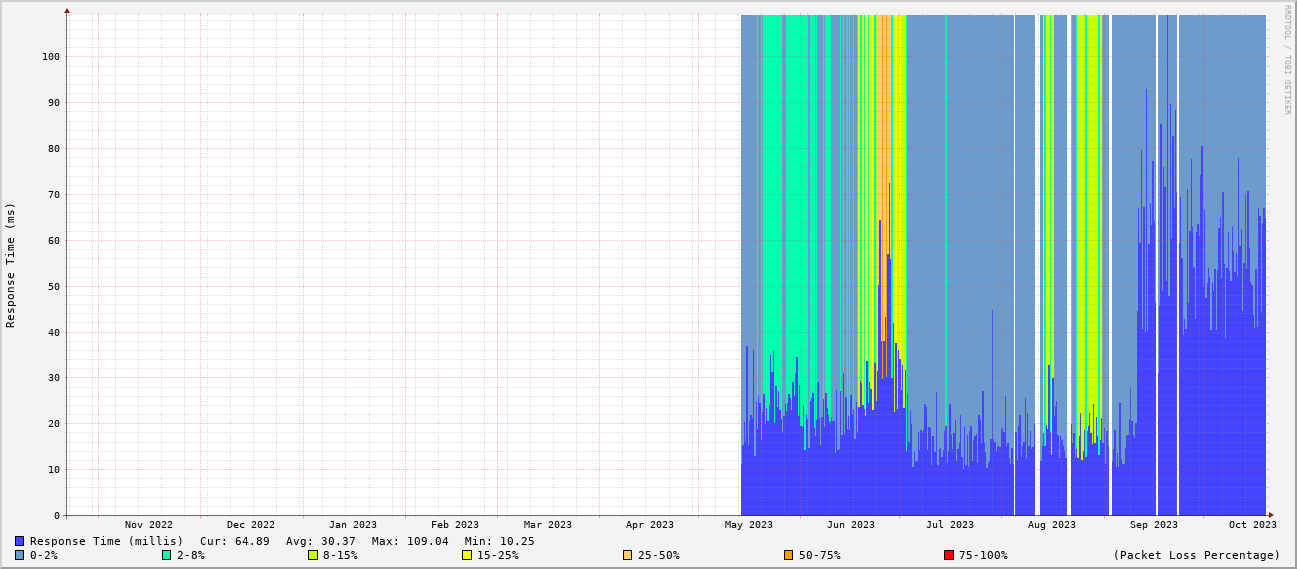 RRDTOOL / TOBI OETIKER
Response Time (ms)
100
90
80
70
60
50
40
30
20
10
0
Nov 2022 Dec 2022 Jan 2023 Feb 2023 Mar 2023 Apr 2023 May 2023 Jun 2023 Jul 2023 Aug 2023 Sep 2023 Oct 2023
Response Time (millis) Cur: 64.89 Avg: 30.37 Max: 109.04 Min: 10.25
0-2% 2-8% 8-15% 15-25% 25-50% 50-75% 75-100% (Packet Loss Percentage)